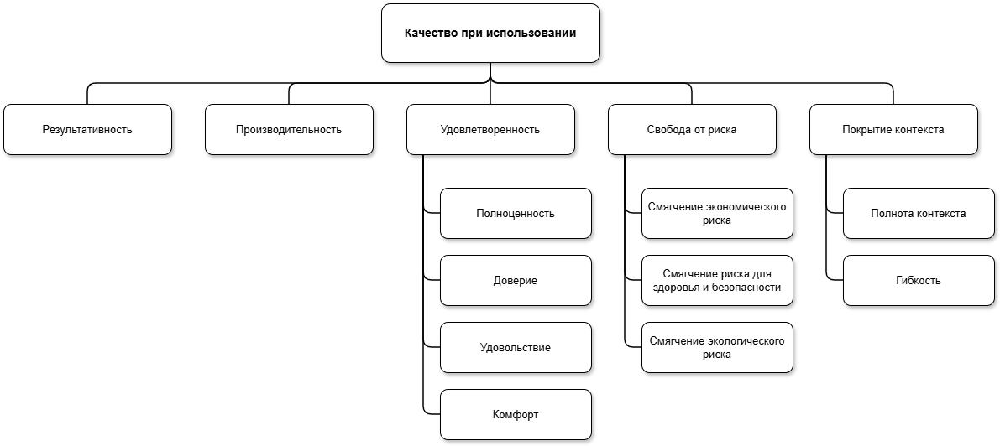 Качество при использовании
Результативность
Производительность
Удовлетворенность
Свобода от риска
Покрытие контекста
Полноценность
Доверие
Удовольствие
Комфорт
Смягчение экономического
риска
Смягчение риска для
здоровья и безопасности
Смягчение экологического
риска
Полнота контекста
Гибкость